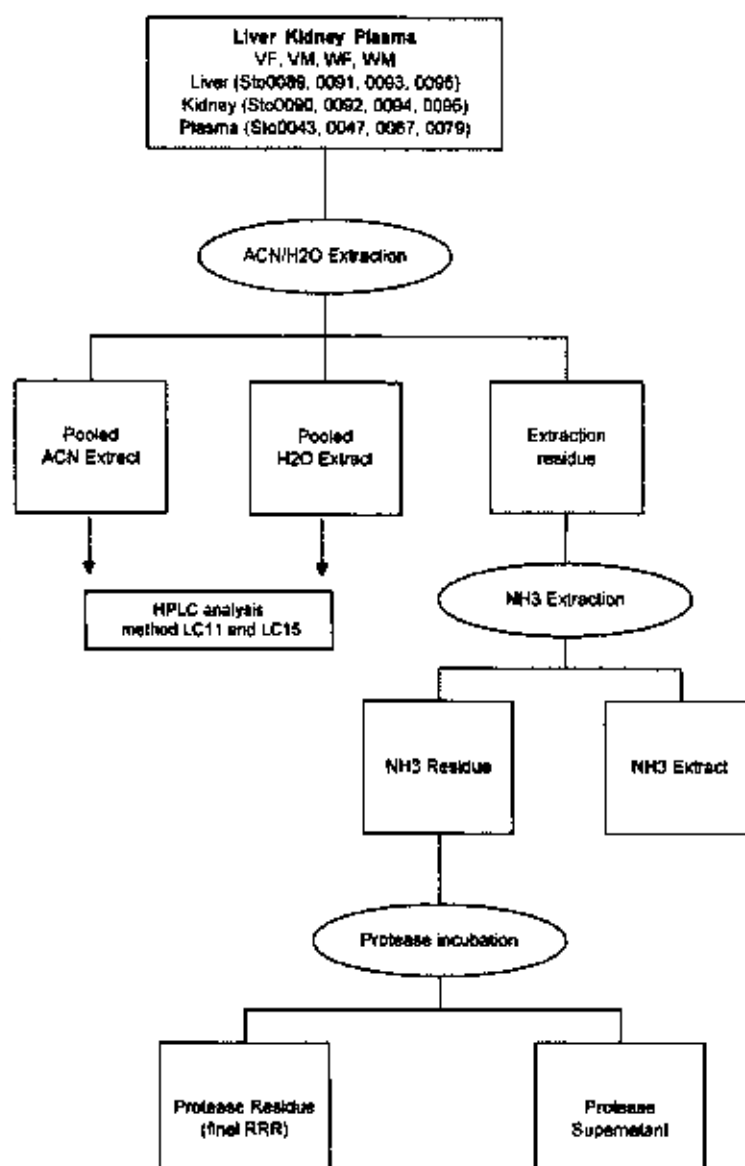 Liver Kidney Plasma
VF, VM, WF, WM
Liver (Sto0089, 0091, 0093, 0095)
Kidney (Sto0090, 0092, 0094, 0096)
Plasma (Sto0043, 0047, 0067, 0079)
ACN/H2O Extraction
Pooled
ACN Extract
Pooled
H2O Extract
Extraction
residue
HPLC analysis
method LC11 and LC15
NH3 Extraction
NH3 Residue
NH3 Extract
Protease incubation
Protease Residue
(final RRR)
Protease
Supernatant